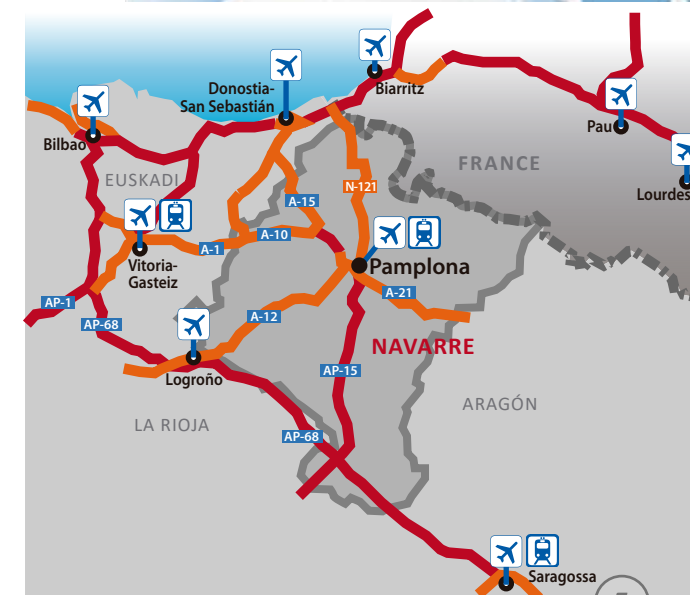 Donostia-
San Sebastián
Biarritz
Bilbao
Pau
EUSKADI
FRANCE
Lourdes
A-15
N-121
A-10
A-1
Vitoria-
Gasteiz
Pamplona
A-21
AP-1
AP-68
A-12
NAVARRE
Logroño
AP-15
ARAGÓN
LA RIOJA
AP-68
Saragossa